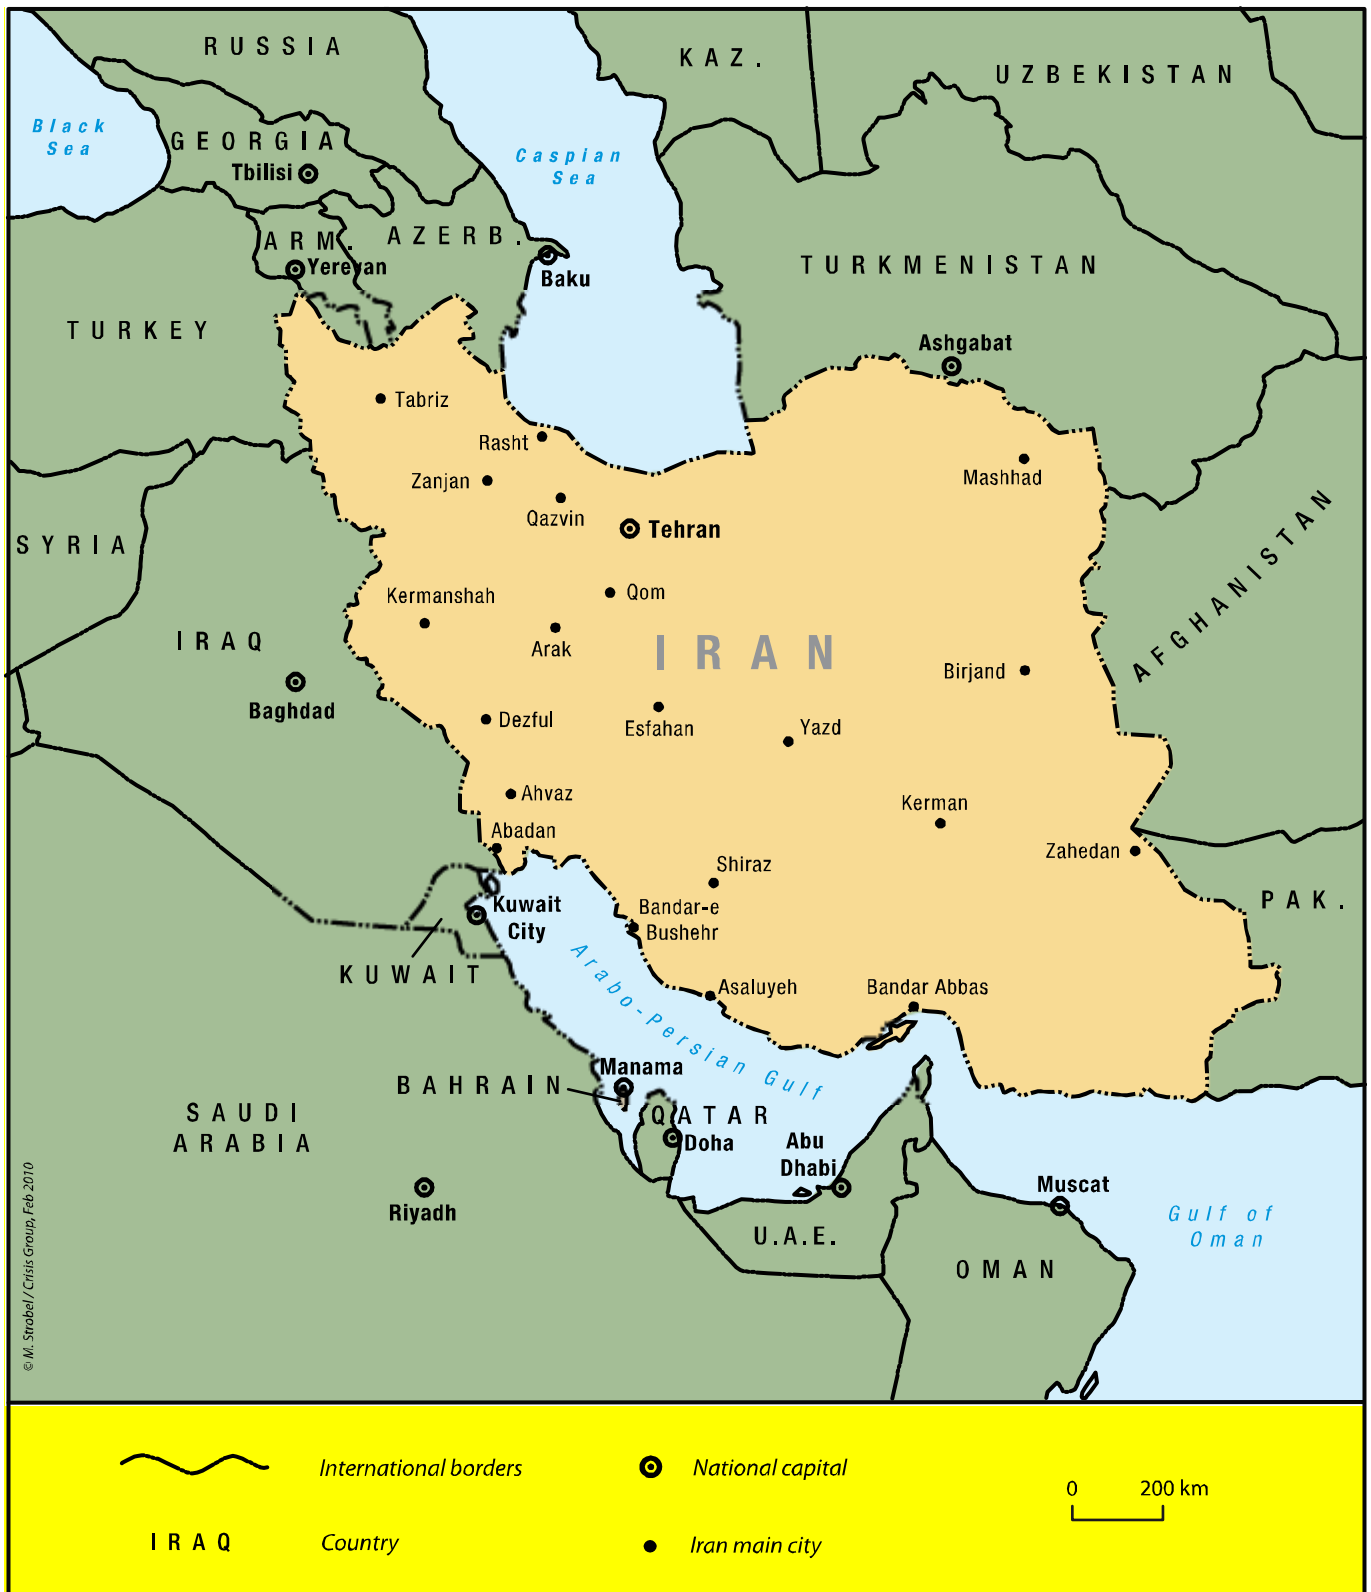 RUSSIA
KAZ.
UZBEKISTAN
Black
Sea
GEORGIA
Tbilisi
Caspian
Sea
ARM.
AZERB.
Yerevan
Baku
TURKMENISTAN
TURKEY
Ashgabat
Tabriz
Rasht
Zanjan
Mashhad
Qazvin
Tehran
SYRIA
AFGHANISTAN
Kermanshah
Qom
IRAQ
Arak
IRAN
Birjand
Baghdad
Dezful
Esfahan
Yazd
Ahvaz
Kerman
Abadan
Zahedan
Shiraz
Kuwait
City
Bandar-e
Bushehr
PAK.
KUWAIT
Arabo-Persian Gulf
Asaluyeh
Bandar Abbas
Manama
BAHRAIN
QATAR
SAUDI
ARABIA
Doha
Abu
Dhabi
Riyadh
Muscat
Gulf of
Oman
U.A.E.
OMAN
© M. Strobel / Crisis Group, Feb 2010
International borders
National capital
0 200 km
IRAQ Country
Iran main city